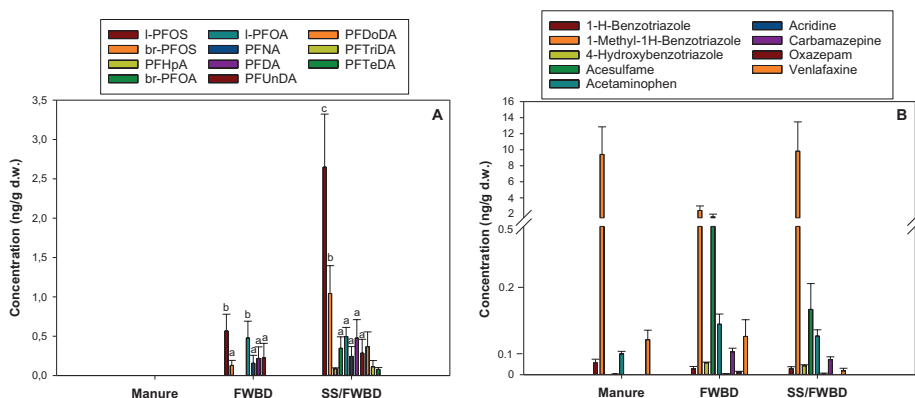 l-PFOS l-PFOA PFDoDA
br-PFOS PFNA PFTriDA
PFHpA PFDA PFTeDA
br-PFOA PFUnDA
3,5
3,0
2,5
2,0
1,5
1,0
0,5
0,0
Concentration (ng/g d.w.)
A
c
b
b
a
b
a
a
a
a
a
a
a
a
a
Manure FWBD SS/FWBD
1-H-Benzotriazole Acridine
1-Methyl-1H-Benzotriazole Carbamazepine
4-Hydroxybenzotriazole Oxazepam
Acesulfame Venlafaxine
Acetaminophen
16
14
12
10
8
6
4
2
0.5
0.2
0.1
0
Concentration (ng/g d.w.)
B
Manure FWBD SS/FWBD